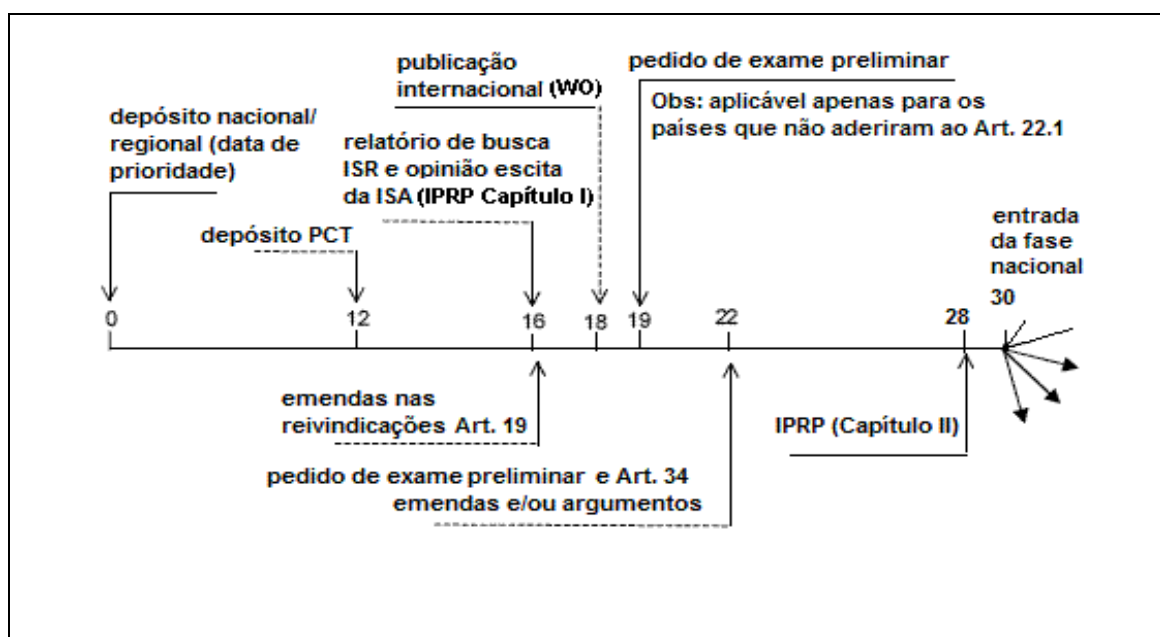 publicação
internacional (WO)
pedido de exame preliminar
Obs: aplicável apenas para os
países que não aderiram ao Art. 22.1
depósito nacional/
regional (data de
prioridade)
relatório de busca
ISR e opinião escita
da ISA (IPRP Capítulo I)
depósito PCT
entrada
da fase
nacional
30
0
12
16
18
19
22
28
emendas nas
reivindicações Art. 19
IPRP (Capítulo II)
pedido de exame preliminar e Art. 34
emendas e/ou argumentos